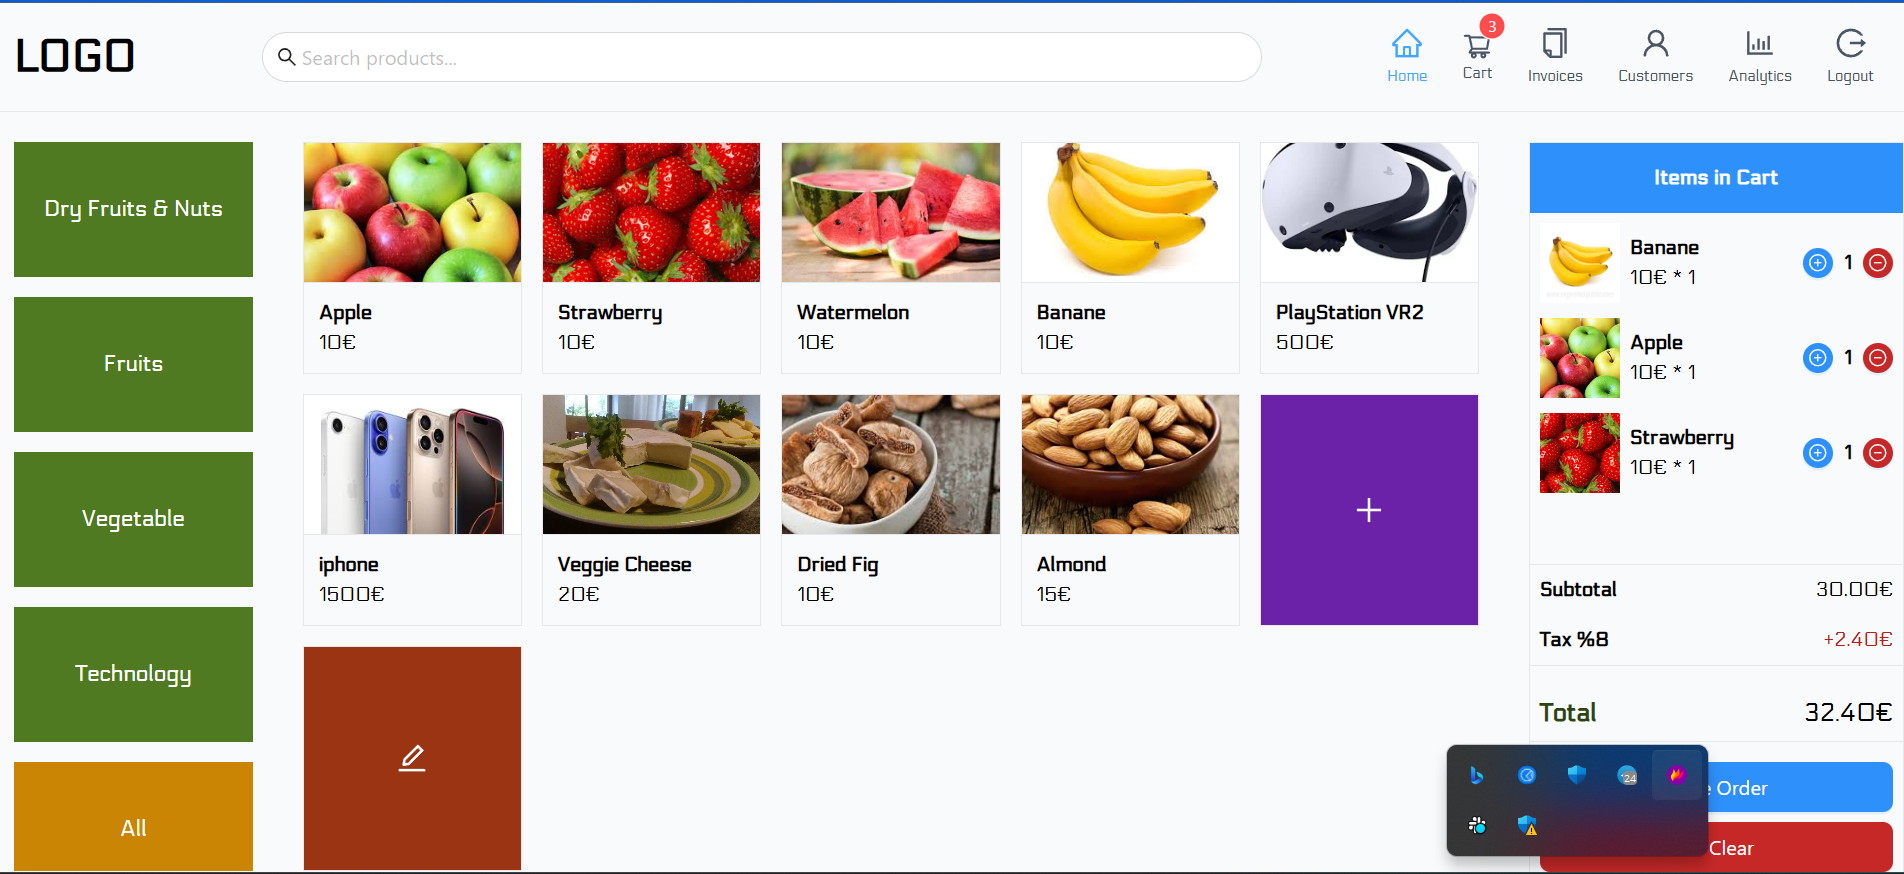 LOGO
Search products...
Home
3
Cart
Invoices
Customers
Analytics
Logout
Dry Fruits & Nuts
Fruits
Vegetable
Technology
All
Apple
10€
Strawberry
10€
Watermelon
10€
Banane
10€
PlayStation VR2
500€
iphone
1500€
Veggie Cheese
20€
Dried Fig
10€
Almond
15€
Items in Cart
Banane
10€ * 1
1
Apple
10€ * 1
1
Strawberry
10€ * 1
1
Subtotal 30.00€
Tax %8 +2.40€
Total 32.40€
24
Order
Clear